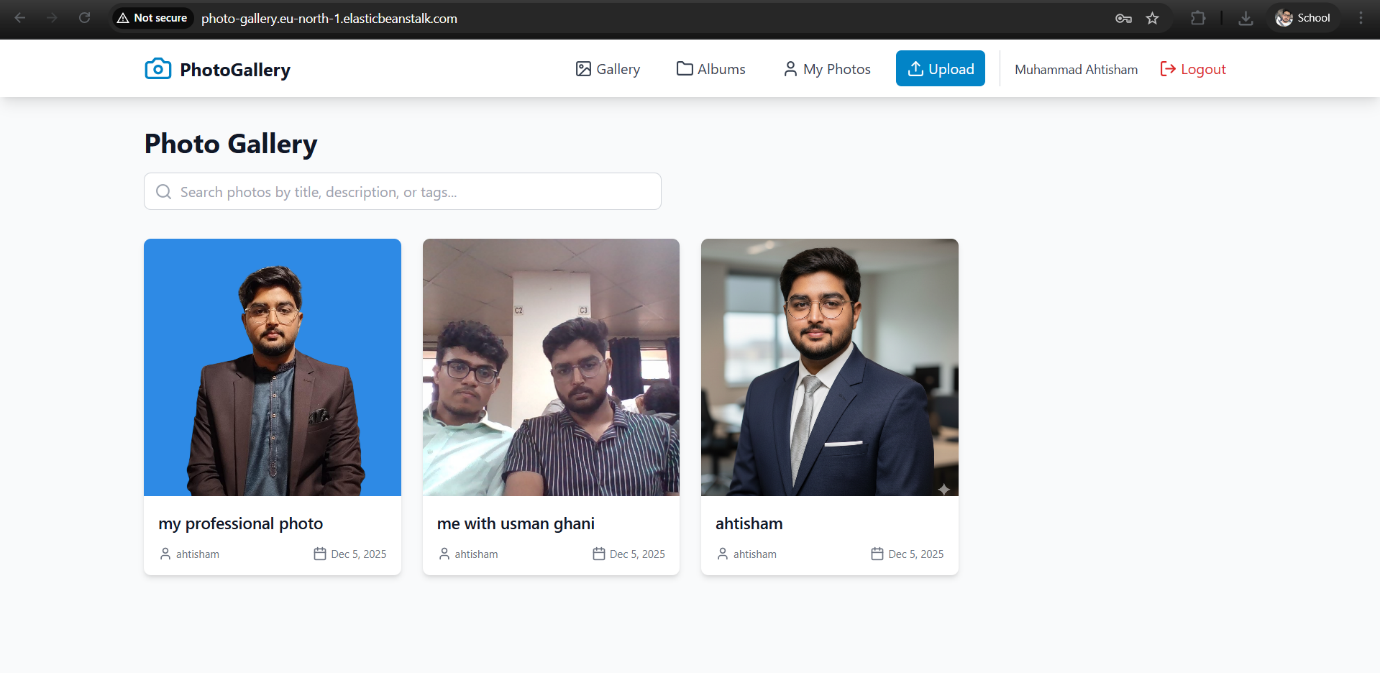 Not secure photo-gallery.eu-north-1.elasticbeanstalk.com School
PhotoGallery Gallery Albums My Photos Upload Muhammad Ahtisham Logout
Photo Gallery
Search photos by title, description, or tags...
C2 C3
my professional photo
ahtisham Dec 5, 2025
me with usman ghani
ahtisham Dec 5, 2025
ahtisham
ahtisham Dec 5, 2025